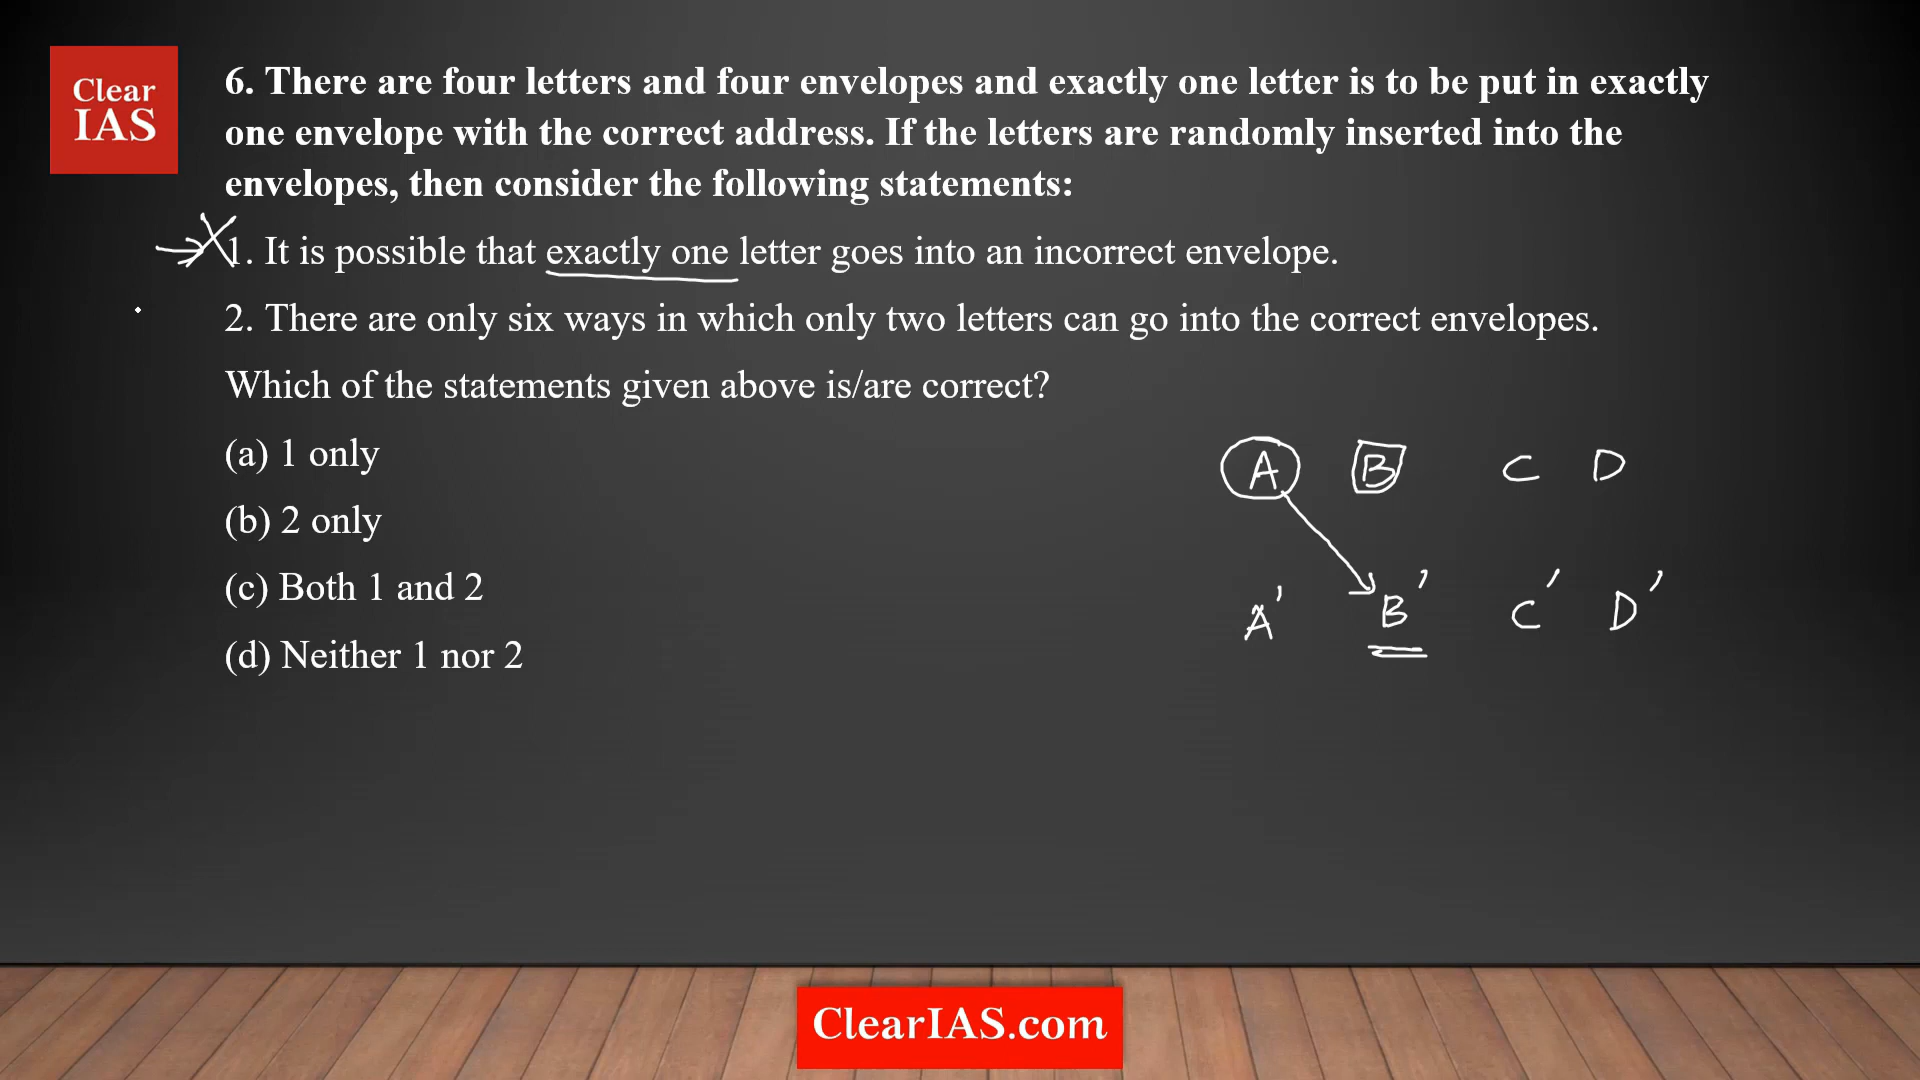 Clear
IAS
6. There are four letters and four envelopes and exactly one letter is to be put in exactly
one envelope with the correct address. If the letters are randomly inserted into the
envelopes, then consider the following statements:
1. It is possible that exactly one letter goes into an incorrect envelope.
2. There are only six ways in which only two letters can go into the correct envelopes.
Which of the statements given above is/are correct?
(a) 1 only
(b) 2 only
(c) Both 1 and 2
(d) Neither 1 nor 2
A B C D
A' B' C' D'
ClearIAS.com